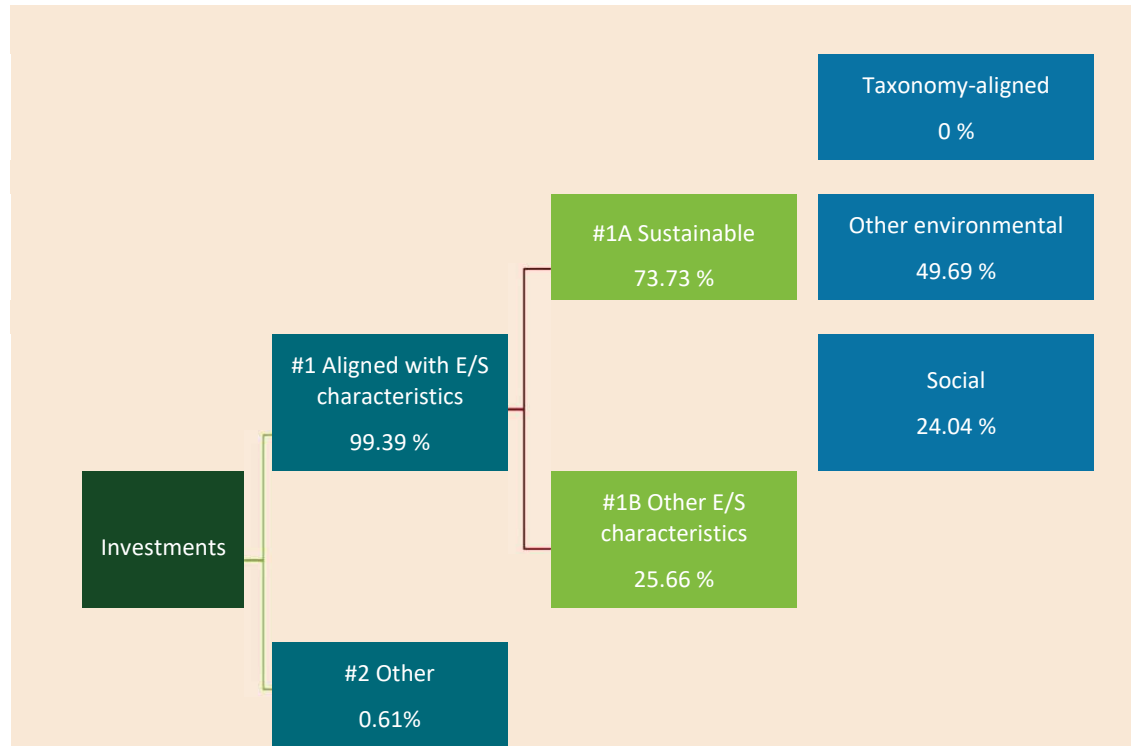 Taxonomy-aligned
0 %
#1A Sustainable
73.73 %
Other environmental
49.69 %
#1 Aligned with E/S
characteristics
99.39 %
Social
24.04 %
Investments
#1B Other E/S
characteristics
25.66 %
#2 Other
0.61%